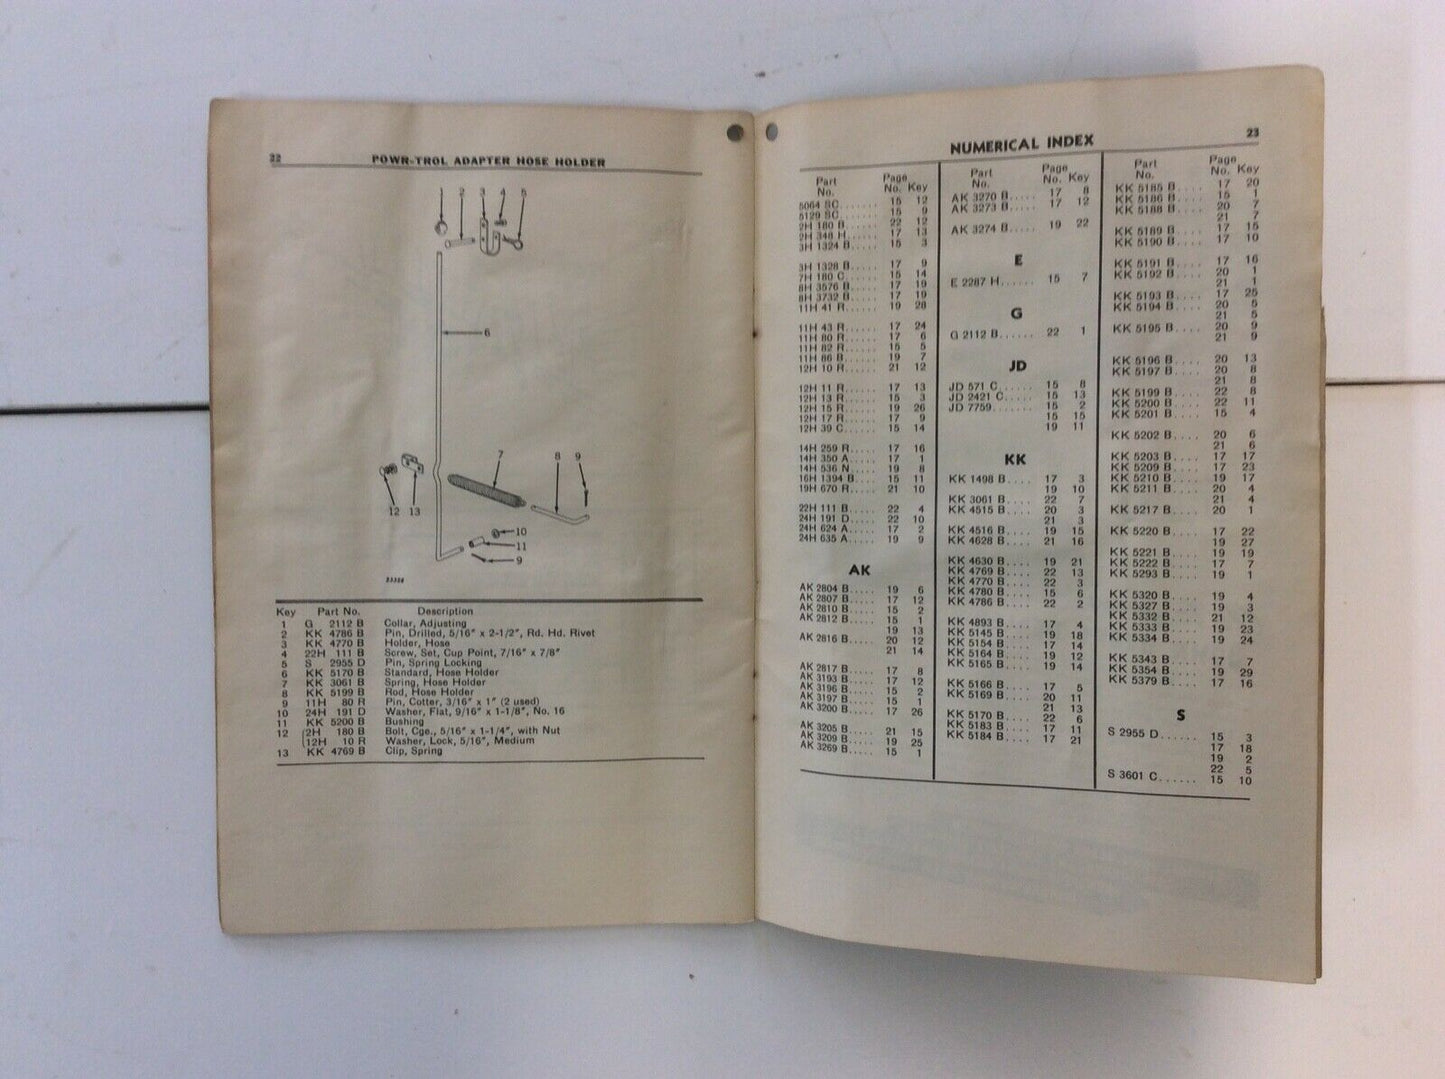 22
POWR-TROL ADAPTER HOSE HOLDER
1 2 3 4 5
6
7 8 9
12 13
10
11
9
Key Part No. Description
1 G 2112 B Collar, Adjusting
2 KK 4786 B Pin, Drilled, 5/16" x 2-1/2", Rd. Hd. Rivet
3 KK 4770 B Holder, Hose
4 22H 111 B Screw, Set, Cup Point, 7/16" x 7/8"
5 S 2955 D Pin, Spring Locking
6 KK 5170 B Standard, Hose Holder
7 KK 3061 B Spring, Hose Holder
8 KK 5199 B Rod, Hose Holder
9 11H 80 R Pin, Cotter, 3/16" x 1" (2 used)
10 24H 191 D Washer, Flat, 9/16" x 1-1/8", No. 16
11 KK 5200 B Bushing
12 (2H 180 B Bolt, Cge., 5/16" x 1-1/4", with Nut
(12H 10 R Washer, Lock, 5/16", Medium
13 KK 4769 B Clip, Spring
NUMERICAL INDEX
23
Part No. Page No. Key
5064 SC..... 15 12
5129 SC..... 15 9
2H 180 B..... 22 12
2H 348 H..... 17 13
3H 1324 B..... 15 3
3H 1328 B..... 17 9
7H 180 C..... 15 14
8H 3576 B..... 17 19
8H 3732 B..... 17 19
11H 41 R..... 19 28
11H 43 R..... 17 24
11H 80 R..... 17 6
11H 82 R..... 15 5
11H 86 B..... 19 7
12H 10 R..... 21 12
12H 11 R..... 17 13
12H 13 R..... 15 3
12H 15 R..... 19 26
12H 17 R..... 17 9
12H 39 C..... 15 14
14H 259 R..... 17 16
14H 350 A..... 17 1
14H 536 N..... 19 8
16H 1394 B..... 15 11
19H 670 R..... 21 10
22H 111 B..... 22 4
24H 191 D..... 22 10
24H 624 A..... 17 2
24H 635 A..... 19 9
AK
AK 2804 B..... 19 6
AK 2807 B..... 17 12
AK 2810 B..... 15 2
AK 2812 B..... 15 1
19 13
AK 2816 B..... 20 12
21 14
AK 2817 B..... 17 8
AK 3193 B..... 17 12
AK 3196 B..... 15 2
AK 3197 B..... 15 1
AK 3200 B..... 17 26
AK 3205 B..... 21 15
AK 3209 B..... 19 25
AK 3269 B..... 15 1
Part No. Page No. Key
AK 3270 B..... 17 8
AK 3273 B..... 17 12
AK 3274 B..... 19 22
E
E 2287 H...... 15 7
G
G 2112 B...... 22 1
JD
JD 571 C...... 15 8
JD 2421 C..... 15 13
JD 7759....... 15 2
15 15
19 11
KK
KK 1498 B.... 17 3
19 10
KK 3061 B.... 22 7
KK 4515 B.... 20 3
21 3
KK 4516 B.... 19 15
KK 4628 B.... 21 16
KK 4630 B.... 19 21
KK 4769 B.... 22 13
KK 4770 B.... 22 3
KK 4780 B.... 15 6
KK 4786 B.... 22 2
KK 4893 B.... 17 4
KK 5145 B.... 19 18
KK 5154 B.... 17 14
KK 5164 B.... 19 12
KK 5165 B.... 19 14
KK 5166 B.... 17 5
KK 5169 B.... 20 11
21 13
KK 5170 B.... 22 6
KK 5183 B.... 17 11
KK 5184 B.... 17 21
Part No. Page No. Key
KK 5185 B.... 17 20
KK 5186 B.... 15 1
KK 5188 B.... 20 7
21 7
KK 5189 B.... 17 15
KK 5190 B.... 17 10
KK 5191 B.... 17 16
KK 5192 B.... 20 1
21 1
KK 5193 B.... 17 25
KK 5194 B.... 20 5
21 5
KK 5195 B.... 20 9
21 9
KK 5196 B.... 20 13
KK 5197 B.... 20 8
21 8
KK 5199 B.... 22 8
KK 5200 B.... 22 11
KK 5201 B.... 15 4
KK 5202 B.... 20 6
21 6
KK 5203 B.... 17 17
KK 5209 B.... 17 23
KK 5210 B.... 19 17
KK 5211 B.... 20 4
21 4
KK 5217 B.... 20 1
KK 5220 B.... 17 22
19 27
KK 5221 B.... 19 19
KK 5222 B.... 17 7
KK 5293 B.... 19 1
KK 5320 B.... 19 4
KK 5327 B.... 19 3
KK 5332 B.... 21 12
KK 5333 B.... 19 23
KK 5334 B.... 19 24
KK 5343 B.... 17 7
KK 5354 B.... 19 29
KK 5379 B.... 17 16
S
S 2955 D...... 15 3
17 18
19 2
22 5
S 3601 C...... 15 10